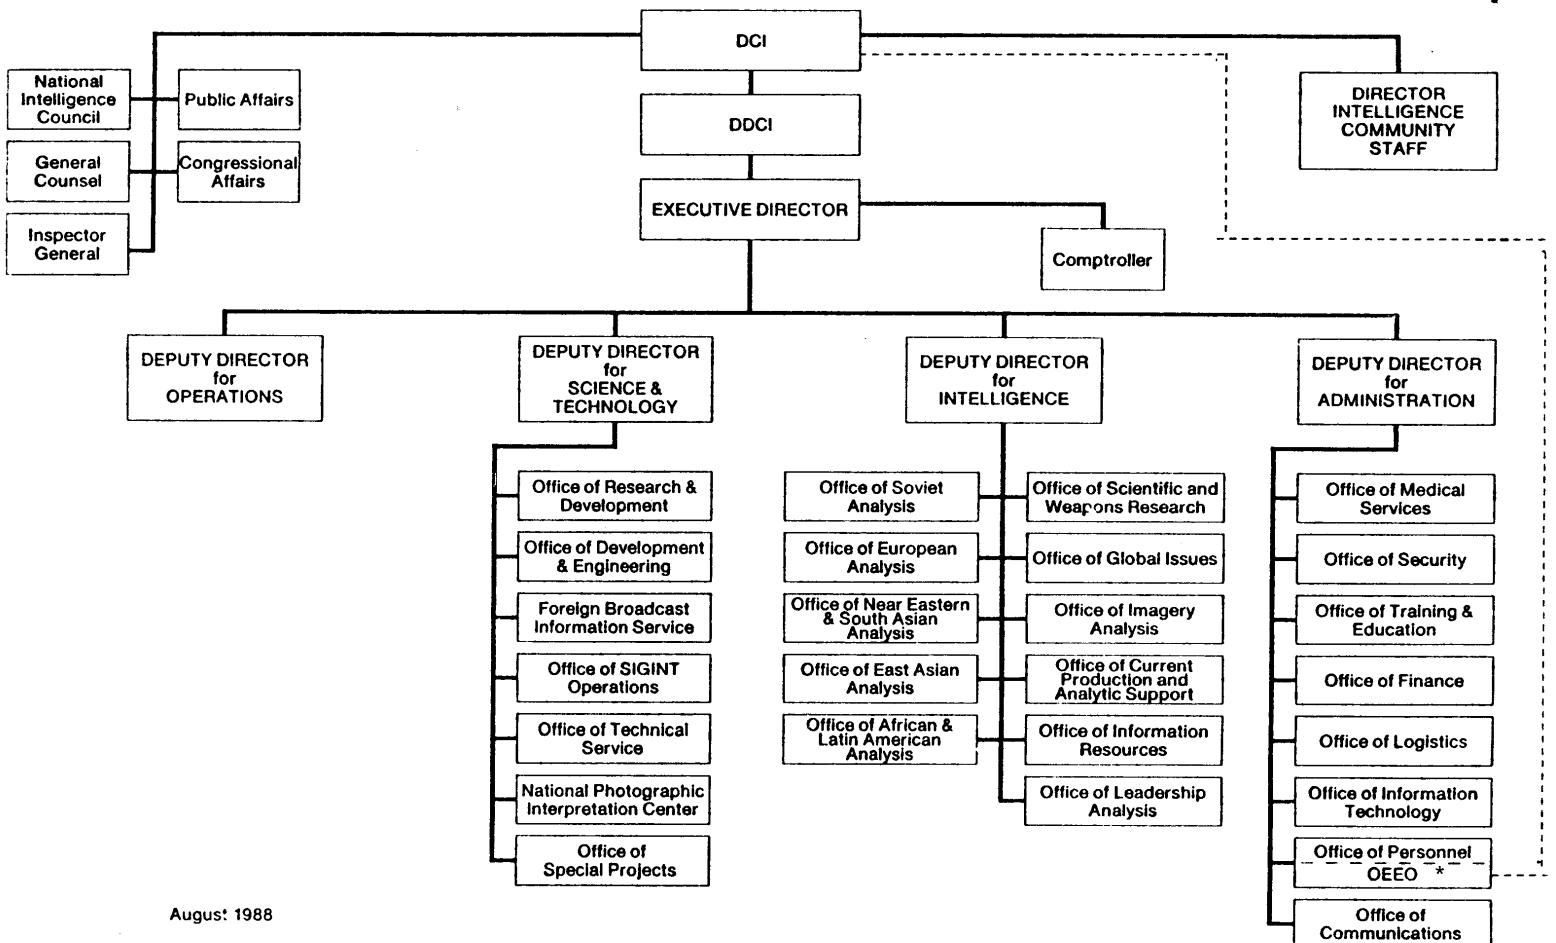 DCI
National
Intelligence
Council
Public Affairs
General
Counsel
Congressional
Affairs
Inspector
General
DDCI
DIRECTOR
INTELLIGENCE
COMMUNITY
STAFF
EXECUTIVE DIRECTOR
Comptroller
DEPUTY DIRECTOR
for
OPERATIONS
DEPUTY DIRECTOR
for
SCIENCE &
TECHNOLOGY
Office of Research &
Development
Office of Development
& Engineering
Foreign Broadcast
Information Service
Office of SIGINT
Operations
Office of Technical
Service
National Photographic
Interpretation Center
Office of
Special Projects
DEPUTY DIRECTOR
for
INTELLIGENCE
Office of Soviet
Analysis
Office of European
Analysis
Office of Near Eastern
& South Asian
Analysis
Office of East Asian
Analysis
Office of African &
Latin American
Analysis
Office of Scientific and
Weapons Research
Office of Global Issues
Office of Imagery
Analysis
Office of Current
Production and
Analytic Support
Office of Information
Resources
Office of Leadership
Analysis
DEPUTY DIRECTOR
for
ADMINISTRATION
Office of Medical
Services
Office of Security
Office of Training &
Education
Office of Finance
Office of Logistics
Office of Information
Technology
Office of Personnel
OEEO *
Office of
Communications
August 1988